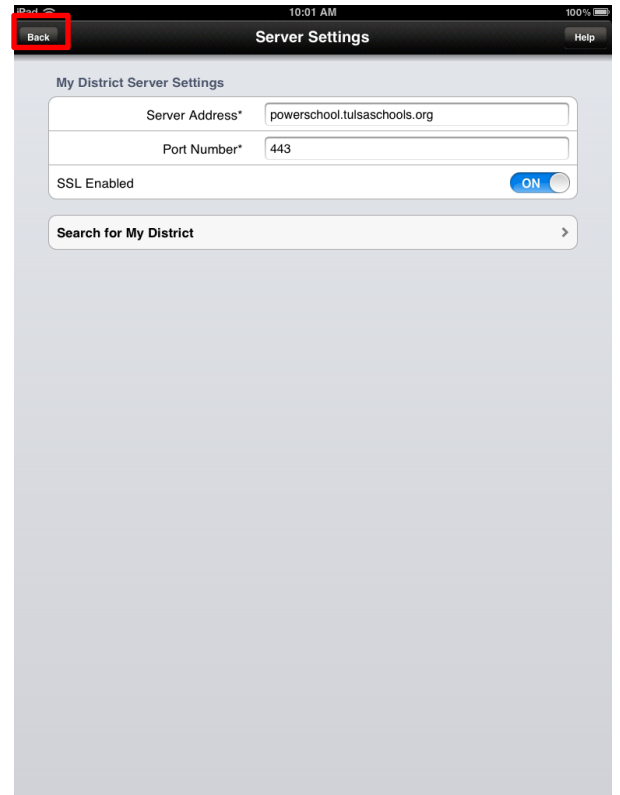 iPad 10:01 AM 100%
Back Server Settings Help
My District Server Settings
Server Address* powerschool.tulsaschools.org
Port Number* 443
SSL Enabled ON
Search for My District